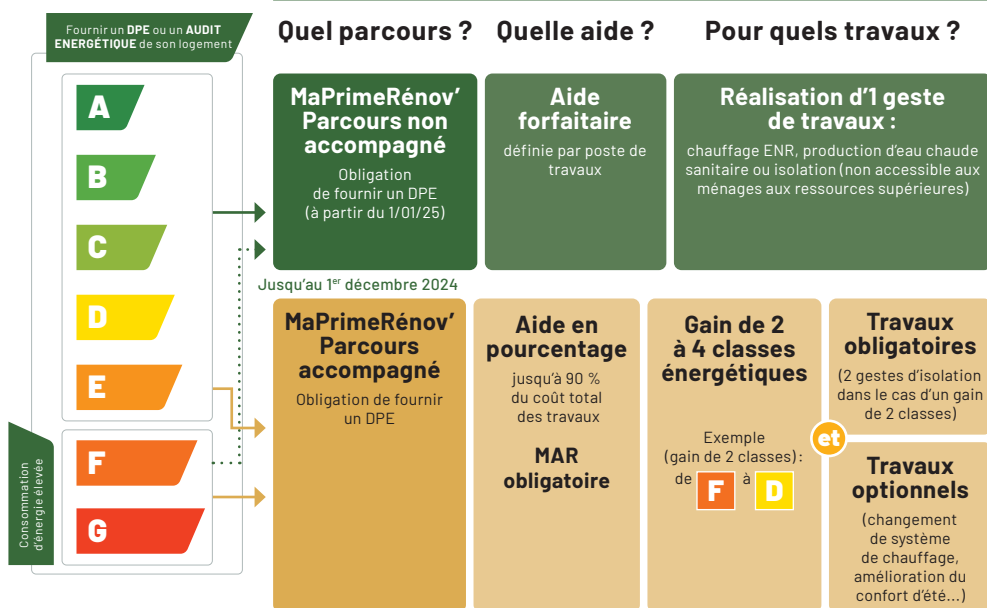 Fournir un DPE ou un AUDIT
ENERGÉTIQUE de son logement
A
B
C
D
E
F
G
Consommation
d'énergie élevée
Quel parcours ?
Quelle aide ?
Pour quels travaux ?
MaPrimeRénov'
Parcours non
accompagné
Obligation
de fournir un DPE
(à partir du 1/01/25)
Aide
forfaitaire
définie par poste de
travaux
Réalisation d'1 geste
de travaux :
chauffage ENR, production d'eau chaude
sanitaire ou isolation (non accessible aux
ménages aux ressources supérieures)
Jusqu'au 1er décembre 2024
MaPrimeRénov'
Parcours
accompagné
Obligation de fournir
un DPE
Aide en
pourcentage
jusqu'à 90 %
du coût total
des travaux
MAR
obligatoire
Gain de 2
à 4 classes
énergétiques
Exemple
(gain de 2 classes) :
de F à D
et
Travaux
obligatoires
(2 gestes d'isolation
dans le cas d'un gain
de 2 classes)
Travaux
optionnels
(changement
de système
de chauffage,
amélioration du
confort d'été...)